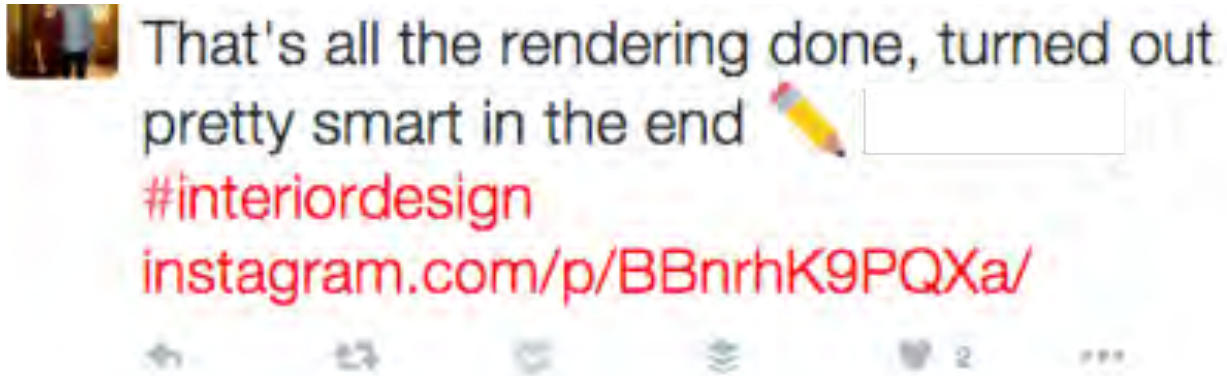 That's all the rendering done, turned out
pretty smart in the end ✏️
#interiordesign
instagram.com/p/BBnrhK9PQXa/
2